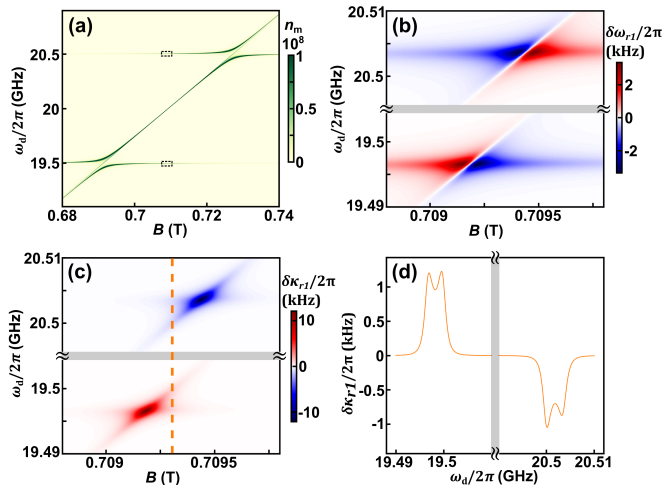 (a)
n_m
10^8
1
0.5
0
20.5
20
19.5
ω_d/2π (GHz)
0.68
0.7
0.72
0.74
B (T)
(b)
δω_r1/2π
(kHz)
2
0
-2
20.51
20.5
19.5
19.49
ω_d/2π (GHz)
0.709
0.7095
B (T)
(c)
δκ_r1/2π
(kHz)
10
0
-10
20.51
20.5
19.5
19.49
ω_d/2π (GHz)
0.709
0.7095
B (T)
(d)
1
0.5
0
-0.5
-1
δκ_r1/2π (kHz)
19.49
19.5
20.5
20.51
ω_d/2π (GHz)